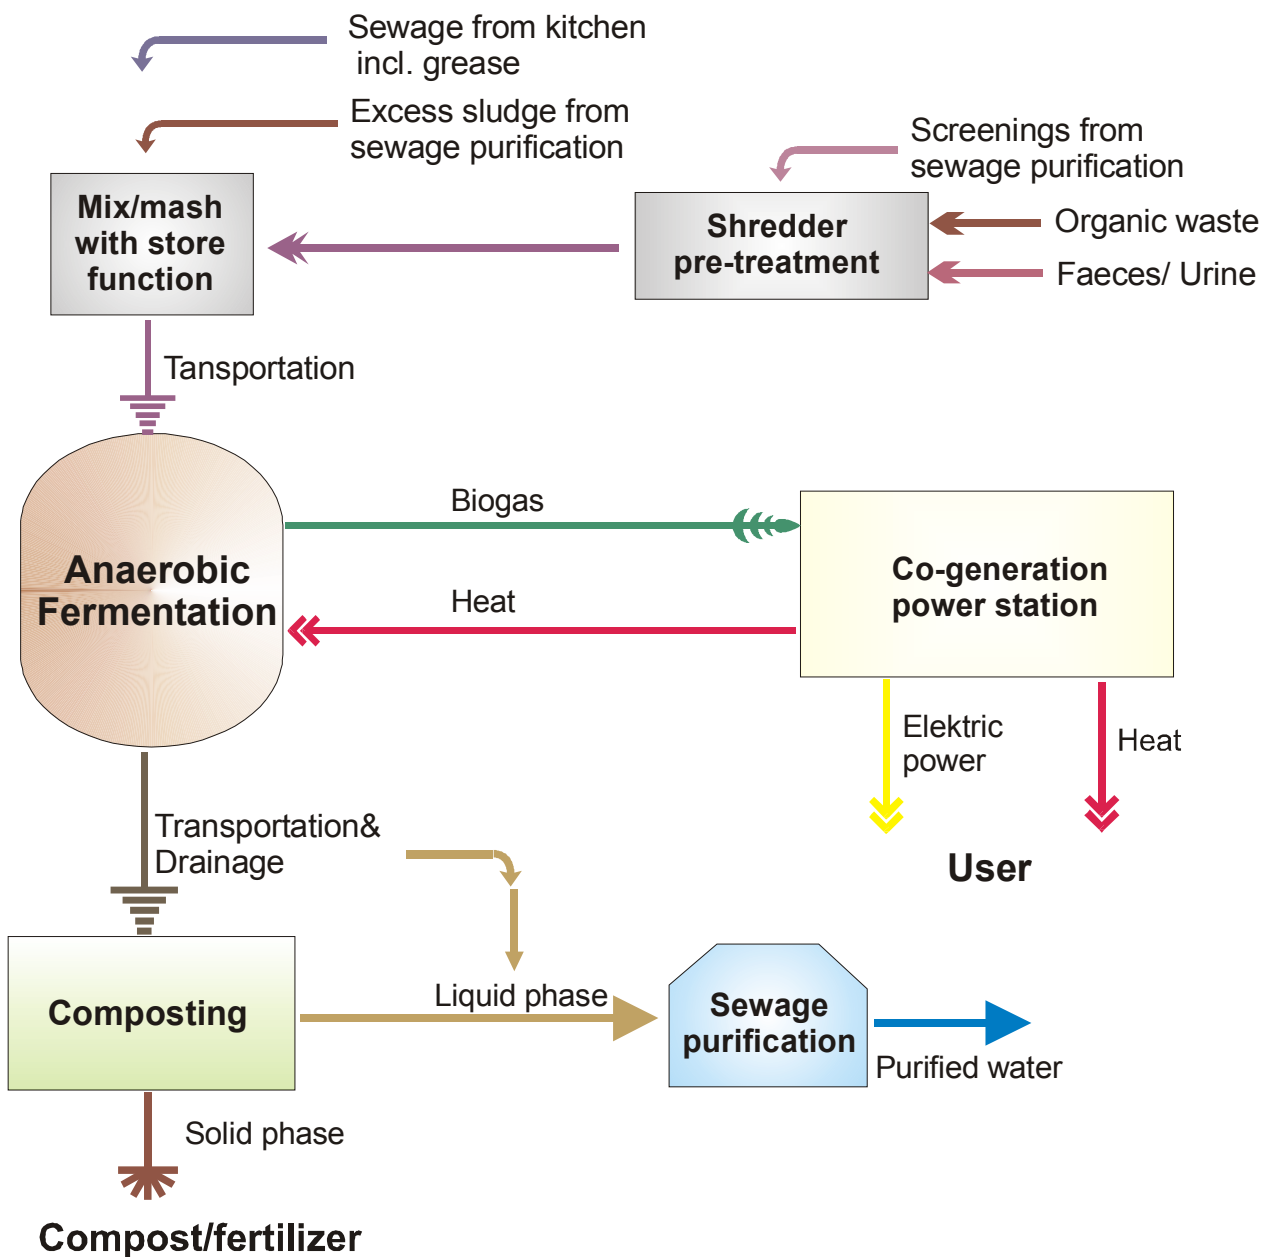 Sewage from kitchen
incl. grease
Excess sludge from
sewage purification
Screenings from
sewage purification
Organic waste
Faeces/ Urine
Mix/mash
with store
function
Shredder
pre-treatment
Tansportation
Biogas
Heat
Anaerobic
Fermentation
Co-generation
power station
Elektric
power
Heat
User
Transportation&
Drainage
Composting
Liquid phase
Sewage
purification
Purified water
Solid phase
Compost/fertilizer